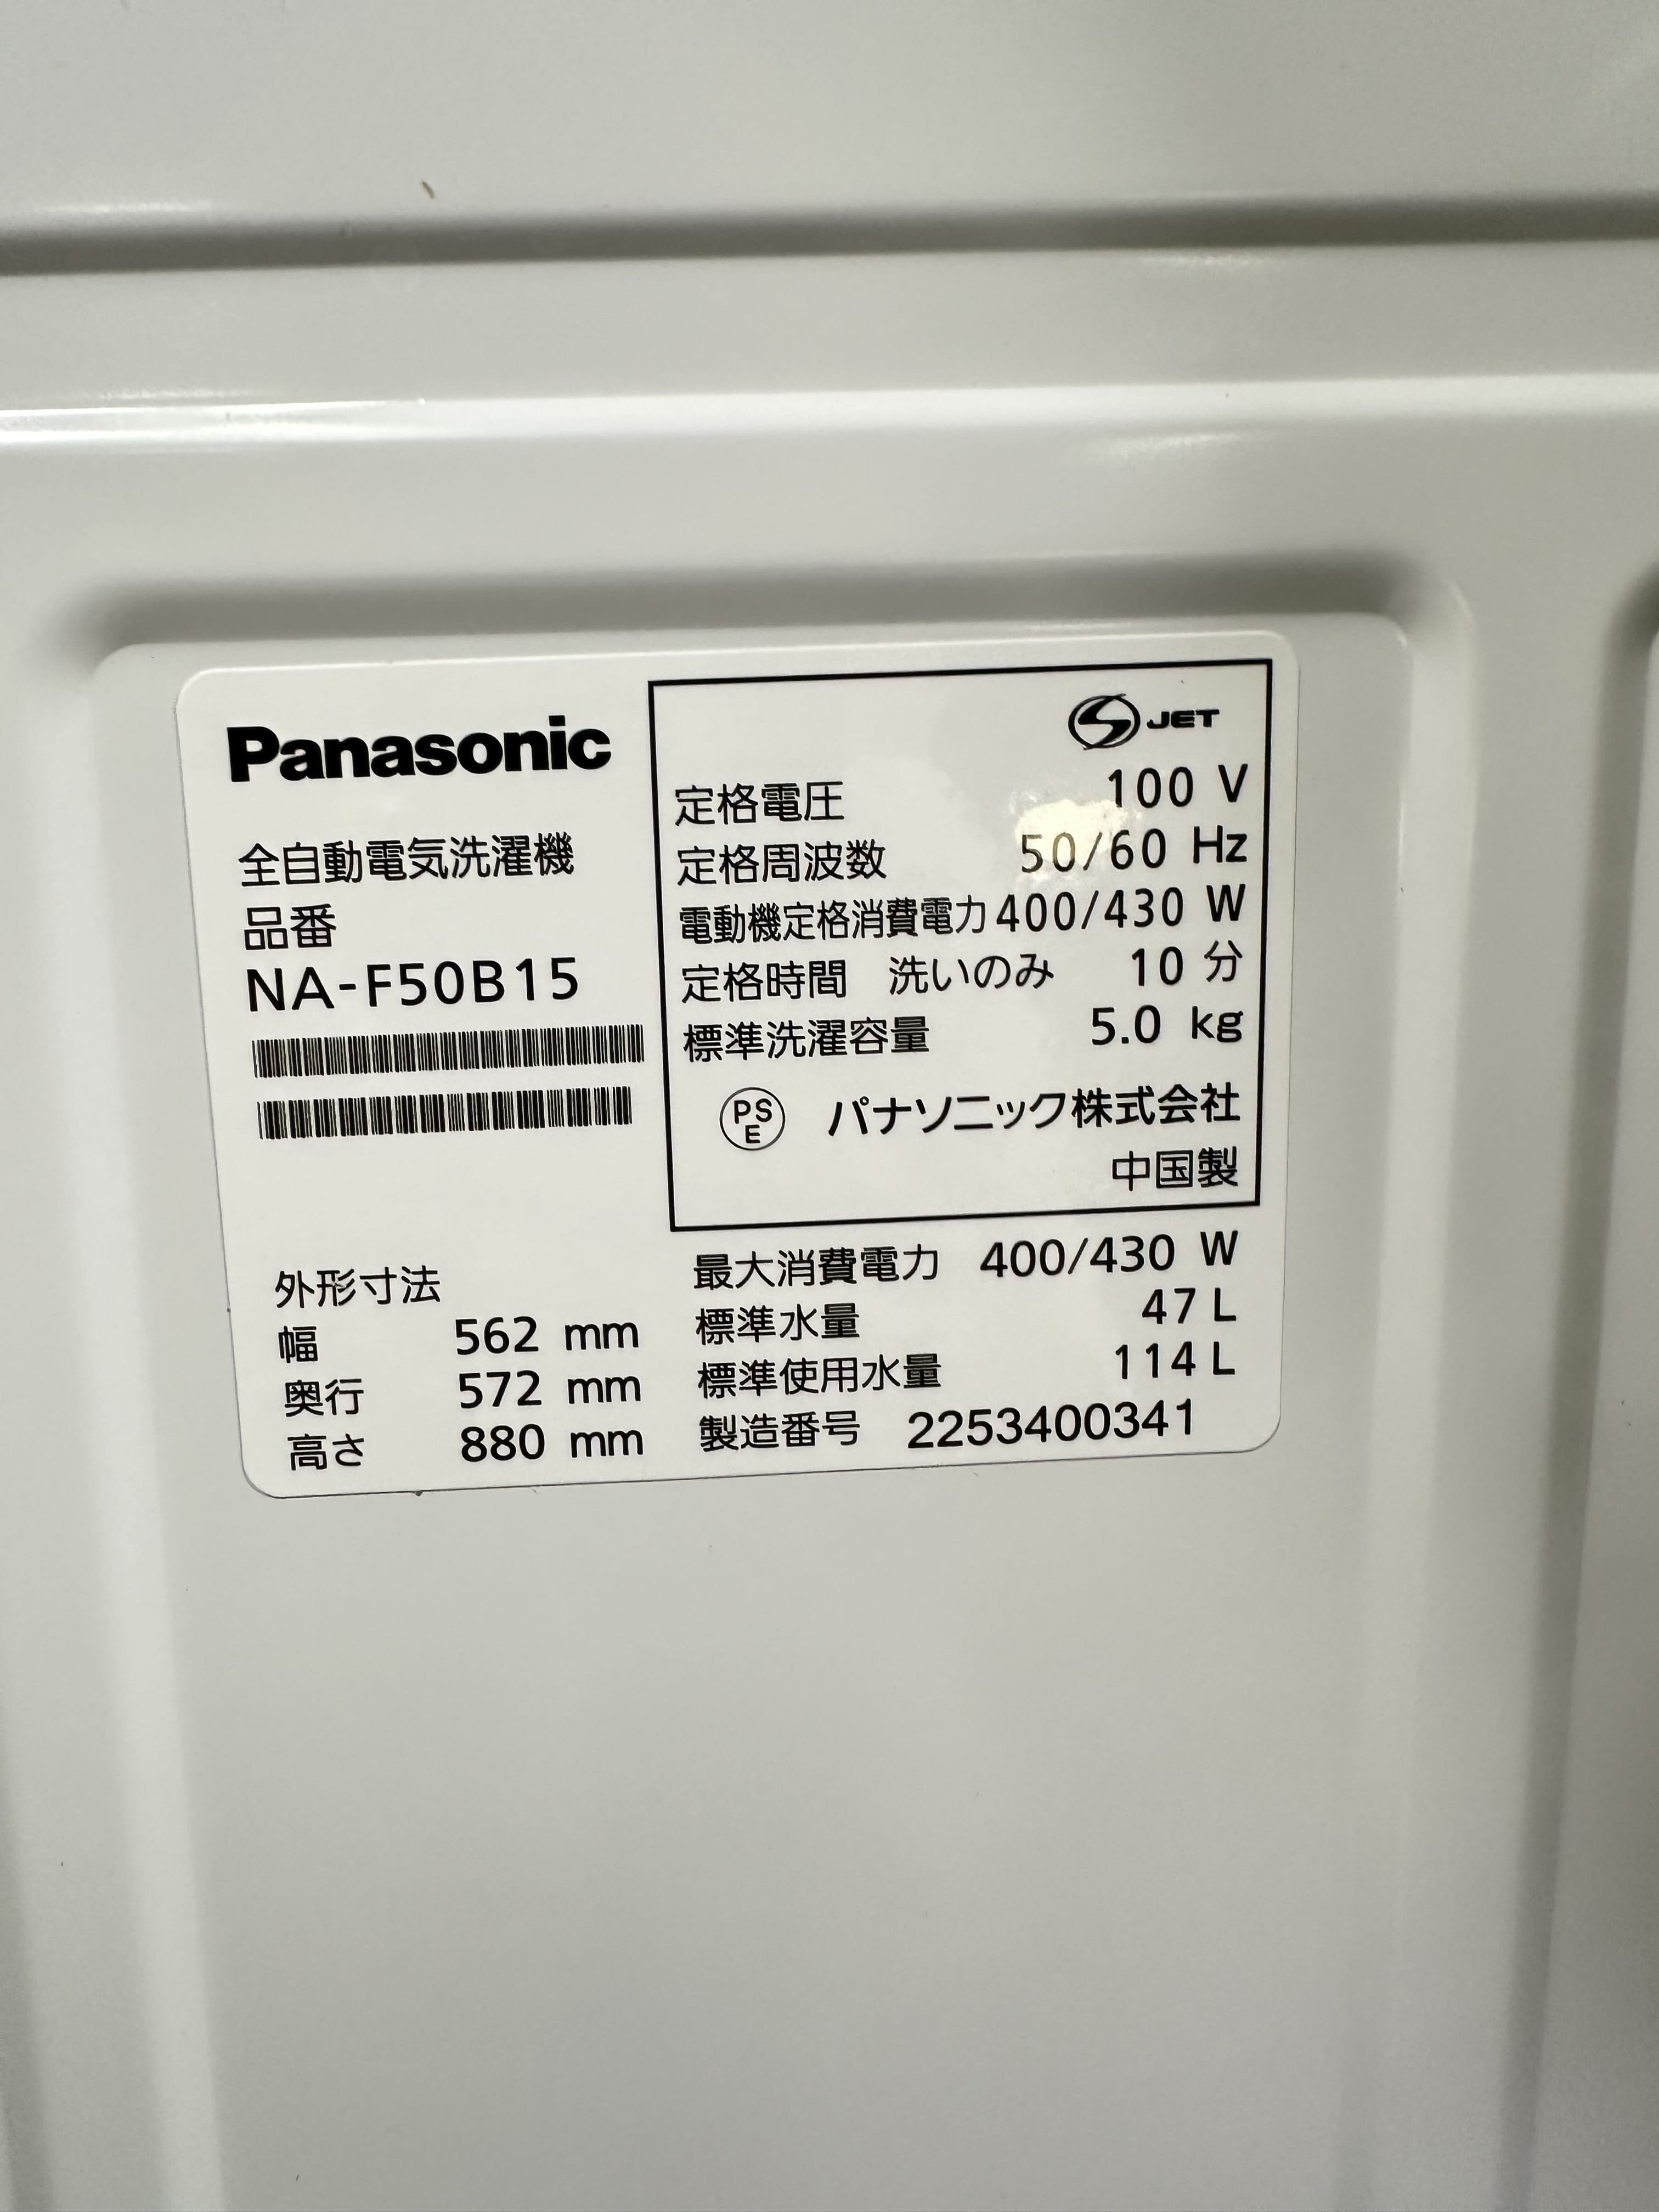 Panasonic
全自動電気洗濯機
品番
NA-F50B15
外形寸法
幅 562 mm
奥行 572 mm
高さ 880 mm
S JET
定格電圧 100 V
定格周波数 50/60 Hz
電動機定格消費電力 400/430 W
定格時間 洗いのみ 10 分
標準洗濯容量 5.0 kg
PSE パナソニック株式会社
中国製
最大消費電力 400/430 W
標準水量 47 L
標準使用水量 114 L
製造番号 2253400341